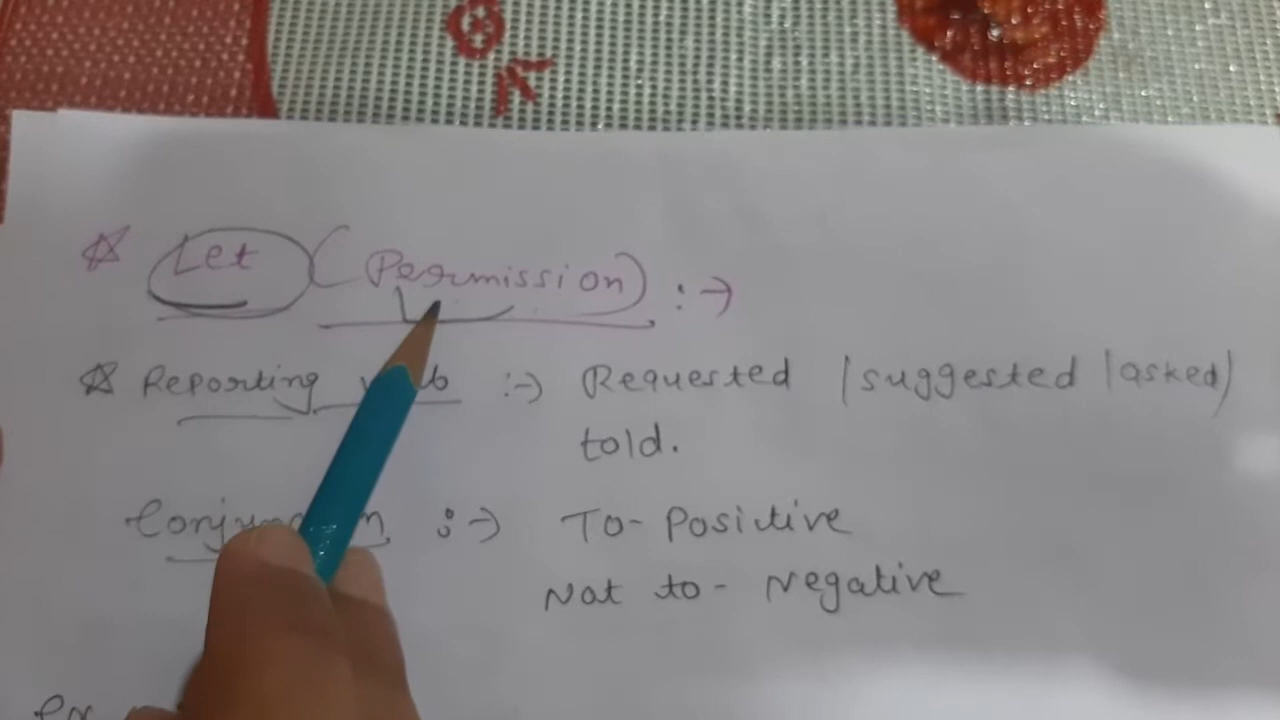 ☆ Let (Permission) :→
☆ Reporting :→ Requested /suggested /asked/
told.
:→ To- Positive
Not to- Negative